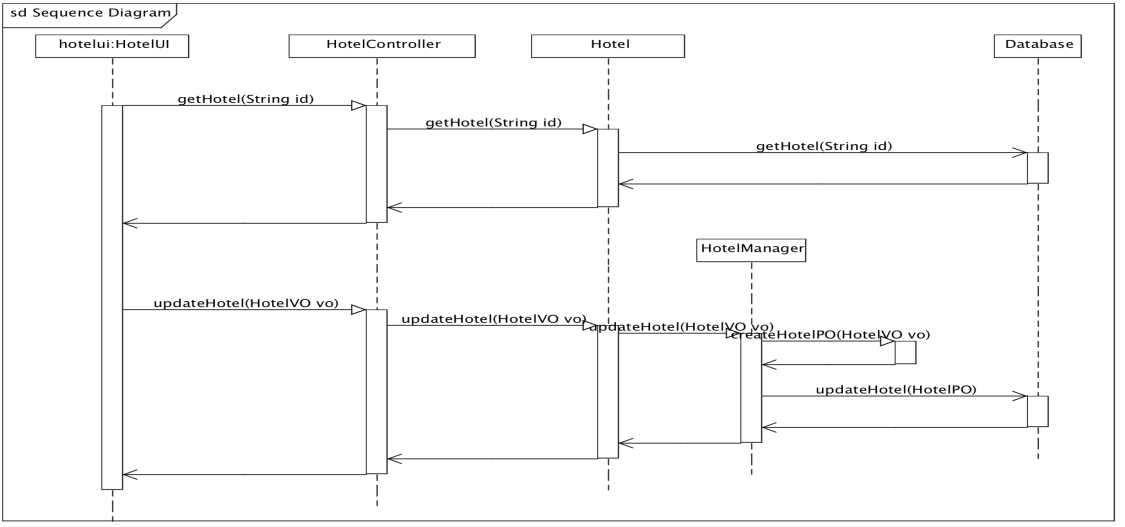 sd Sequence Diagram
hotelui:HotelUI
HotelController
Hotel
Database
getHotel(String id)
getHotel(String id)
getHotel(String id)
HotelManager
updateHotel(HotelVO vo)
updateHotel(HotelVO vo)
updateHotel(HotelVO vo)
createHotelPO(HotelVO vo)
updateHotel(HotelPO)